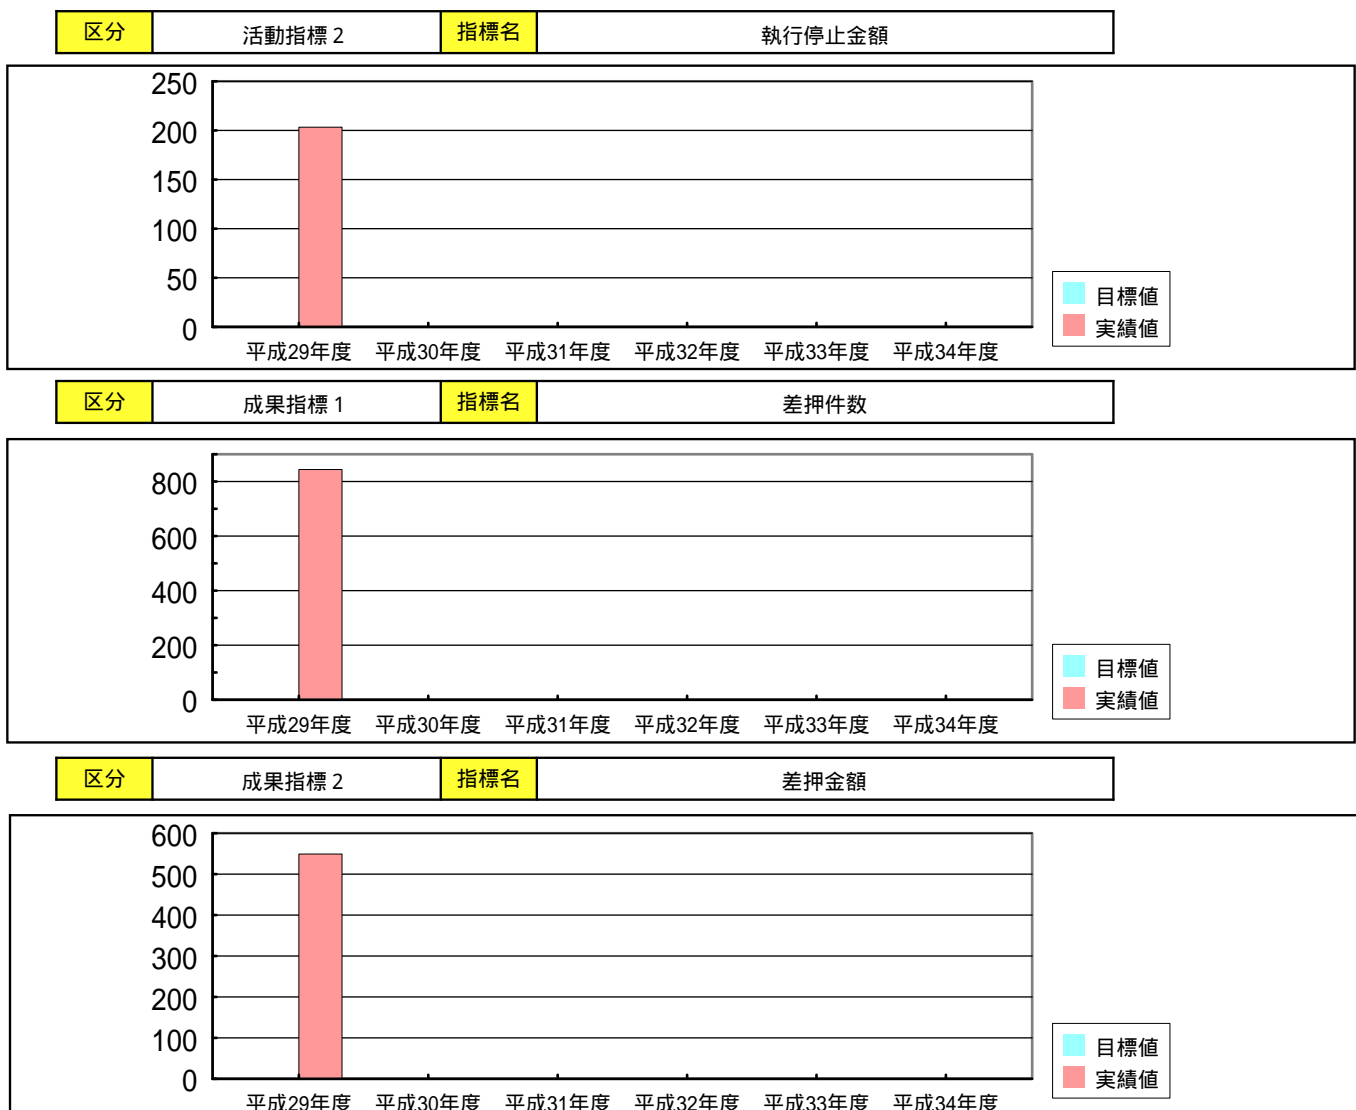 区分 活動指標２ 指標名 執行停止金額
250
200
150
100
50
0
平成29年度 平成30年度 平成31年度 平成32年度 平成33年度 平成34年度
目標値
実績値
区分 成果指標１ 指標名 差押件数
800
600
400
200
0
平成29年度 平成30年度 平成31年度 平成32年度 平成33年度 平成34年度
目標値
実績値
区分 成果指標２ 指標名 差押金額
600
500
400
300
200
100
0
平成29年度 平成30年度 平成31年度 平成32年度 平成33年度 平成34年度
目標値
実績値